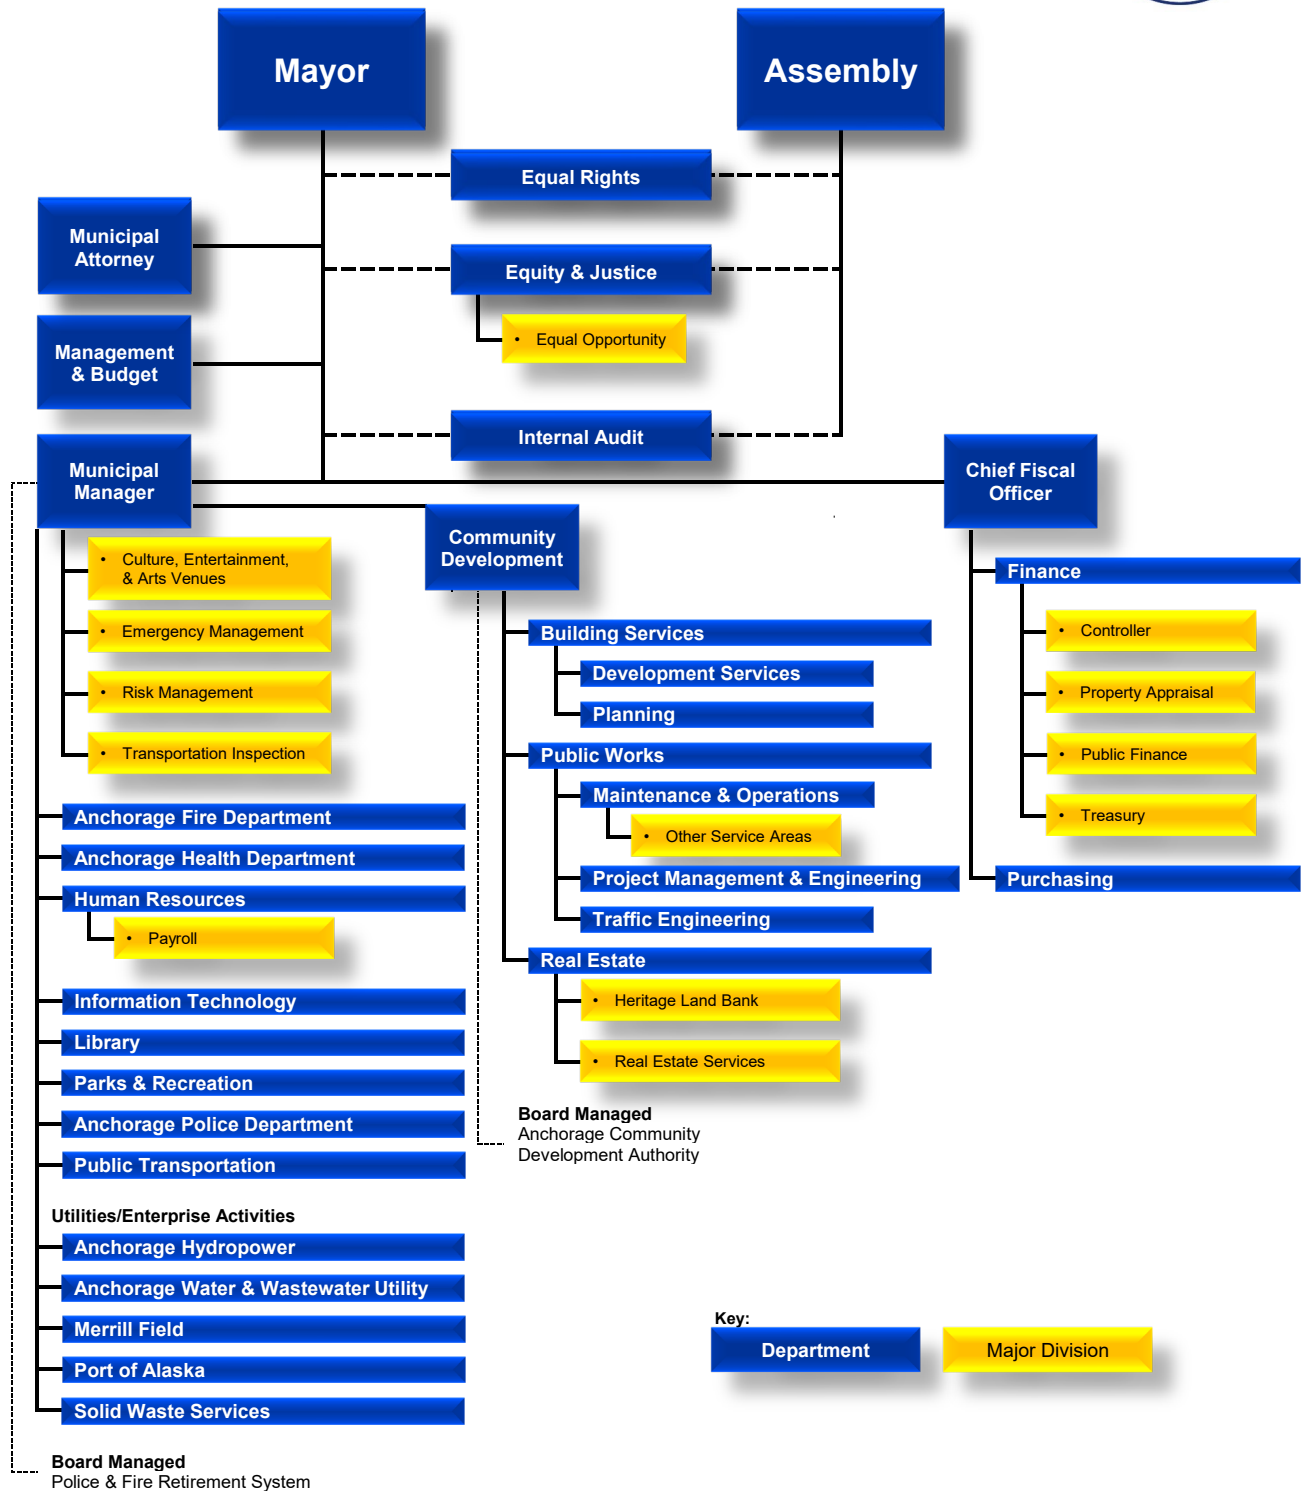 Mayor
Assembly
Equal Rights
Municipal
Attorney
Equity & Justice
• Equal Opportunity
Management
& Budget
Internal Audit
Municipal
Manager
Chief Fiscal
Officer
Community
Development
• Culture, Entertainment,
& Arts Venues
• Emergency Management
• Risk Management
• Transportation Inspection
Anchorage Fire Department
Anchorage Health Department
Human Resources
• Payroll
Information Technology
Library
Parks & Recreation
Anchorage Police Department
Public Transportation
Utilities/Enterprise Activities
Anchorage Hydropower
Anchorage Water & Wastewater Utility
Merrill Field
Port of Alaska
Solid Waste Services
Board Managed
Police & Fire Retirement System
Building Services
Development Services
Planning
Public Works
Maintenance & Operations
• Other Service Areas
Project Management & Engineering
Traffic Engineering
Real Estate
• Heritage Land Bank
• Real Estate Services
Board Managed
Anchorage Community
Development Authority
Finance
• Controller
• Property Appraisal
• Public Finance
• Treasury
Purchasing
Key:
Department
Major Division